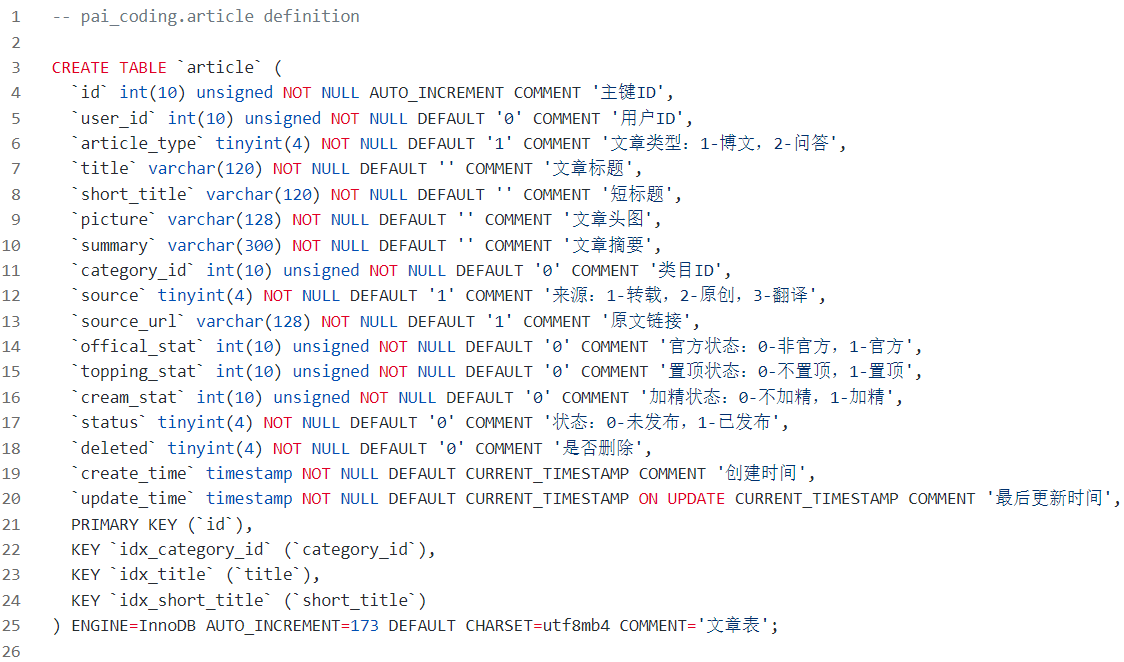 1 -- pai_coding.article definition
2
3 CREATE TABLE `article` (
4 `id` int(10) unsigned NOT NULL AUTO_INCREMENT COMMENT '主键ID',
5 `user_id` int(10) unsigned NOT NULL DEFAULT '0' COMMENT '用户ID',
6 `article_type` tinyint(4) NOT NULL DEFAULT '1' COMMENT '文章类型：1-博文，2-问答',
7 `title` varchar(120) NOT NULL DEFAULT '' COMMENT '文章标题',
8 `short_title` varchar(120) NOT NULL DEFAULT '' COMMENT '短标题',
9 `picture` varchar(128) NOT NULL DEFAULT '' COMMENT '文章头图',
10 `summary` varchar(300) NOT NULL DEFAULT '' COMMENT '文章摘要',
11 `category_id` int(10) unsigned NOT NULL DEFAULT '0' COMMENT '类目ID',
12 `source` tinyint(4) NOT NULL DEFAULT '1' COMMENT '来源：1-转载，2-原创，3-翻译',
13 `source_url` varchar(128) NOT NULL DEFAULT '1' COMMENT '原文链接',
14 `offical_stat` int(10) unsigned NOT NULL DEFAULT '0' COMMENT '官方状态：0-非官方，1-官方',
15 `topping_stat` int(10) unsigned NOT NULL DEFAULT '0' COMMENT '置顶状态：0-不置顶，1-置顶',
16 `cream_stat` int(10) unsigned NOT NULL DEFAULT '0' COMMENT '加精状态：0-不加精，1-加精',
17 `status` tinyint(4) NOT NULL DEFAULT '0' COMMENT '状态：0-未发布，1-已发布',
18 `deleted` tinyint(4) NOT NULL DEFAULT '0' COMMENT '是否删除',
19 `create_time` timestamp NOT NULL DEFAULT CURRENT_TIMESTAMP COMMENT '创建时间',
20 `update_time` timestamp NOT NULL DEFAULT CURRENT_TIMESTAMP ON UPDATE CURRENT_TIMESTAMP COMMENT '最后更新时间',
21 PRIMARY KEY (`id`),
22 KEY `idx_category_id` (`category_id`),
23 KEY `idx_title` (`title`),
24 KEY `idx_short_title` (`short_title`)
25 ) ENGINE=InnoDB AUTO_INCREMENT=173 DEFAULT CHARSET=utf8mb4 COMMENT='文章表';
26